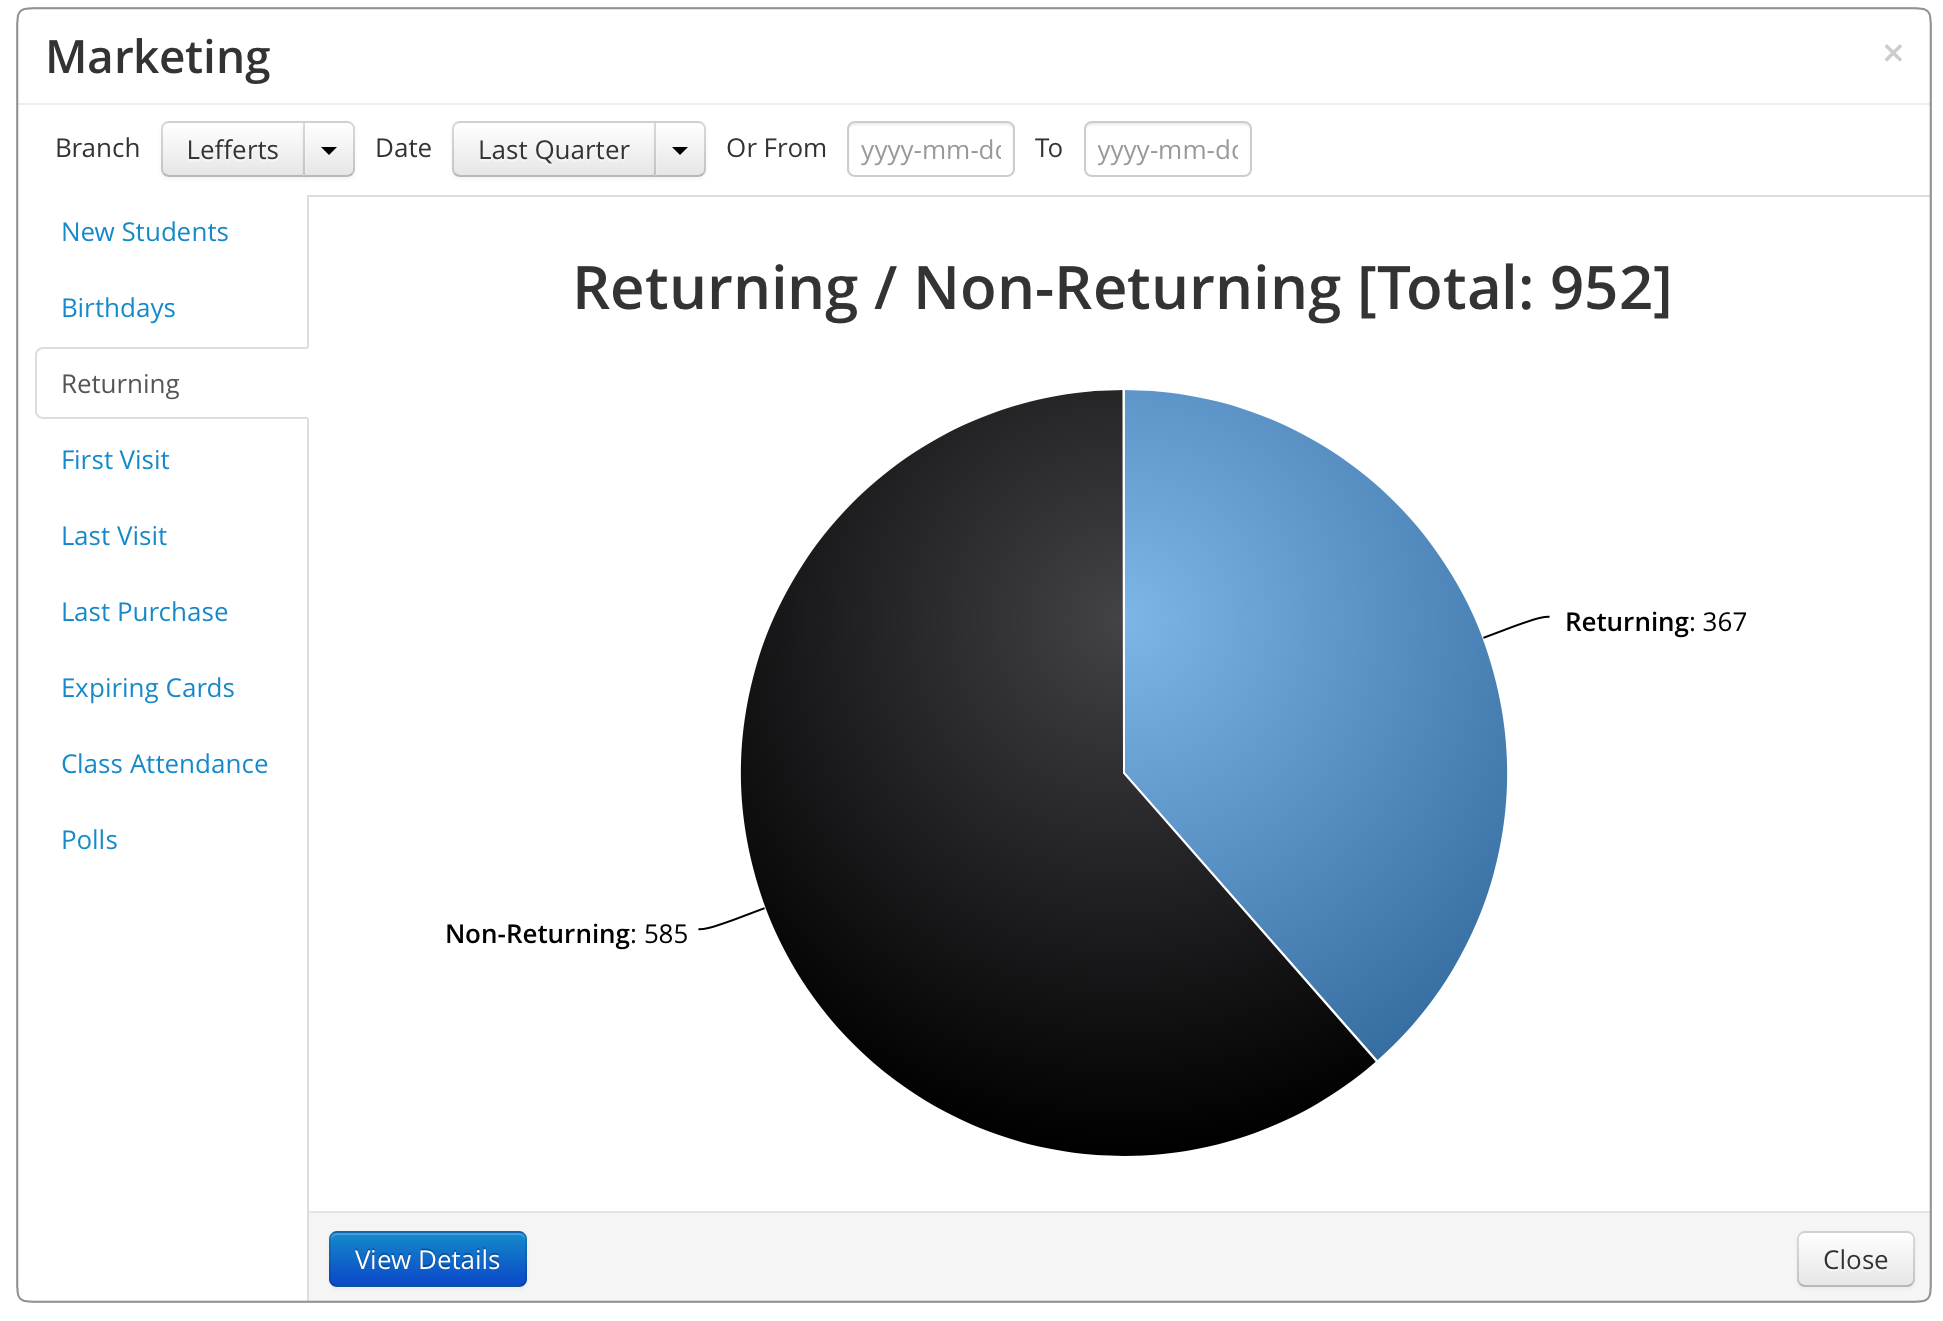 Marketing
×
Branch Lefferts Date Last Quarter Or From yyyy-mm-dd To yyyy-mm-dd
New Students
Birthdays
Returning
First Visit
Last Visit
Last Purchase
Expiring Cards
Class Attendance
Polls
Returning / Non-Returning [Total: 952]
Returning: 367
Non-Returning: 585
View Details
Close